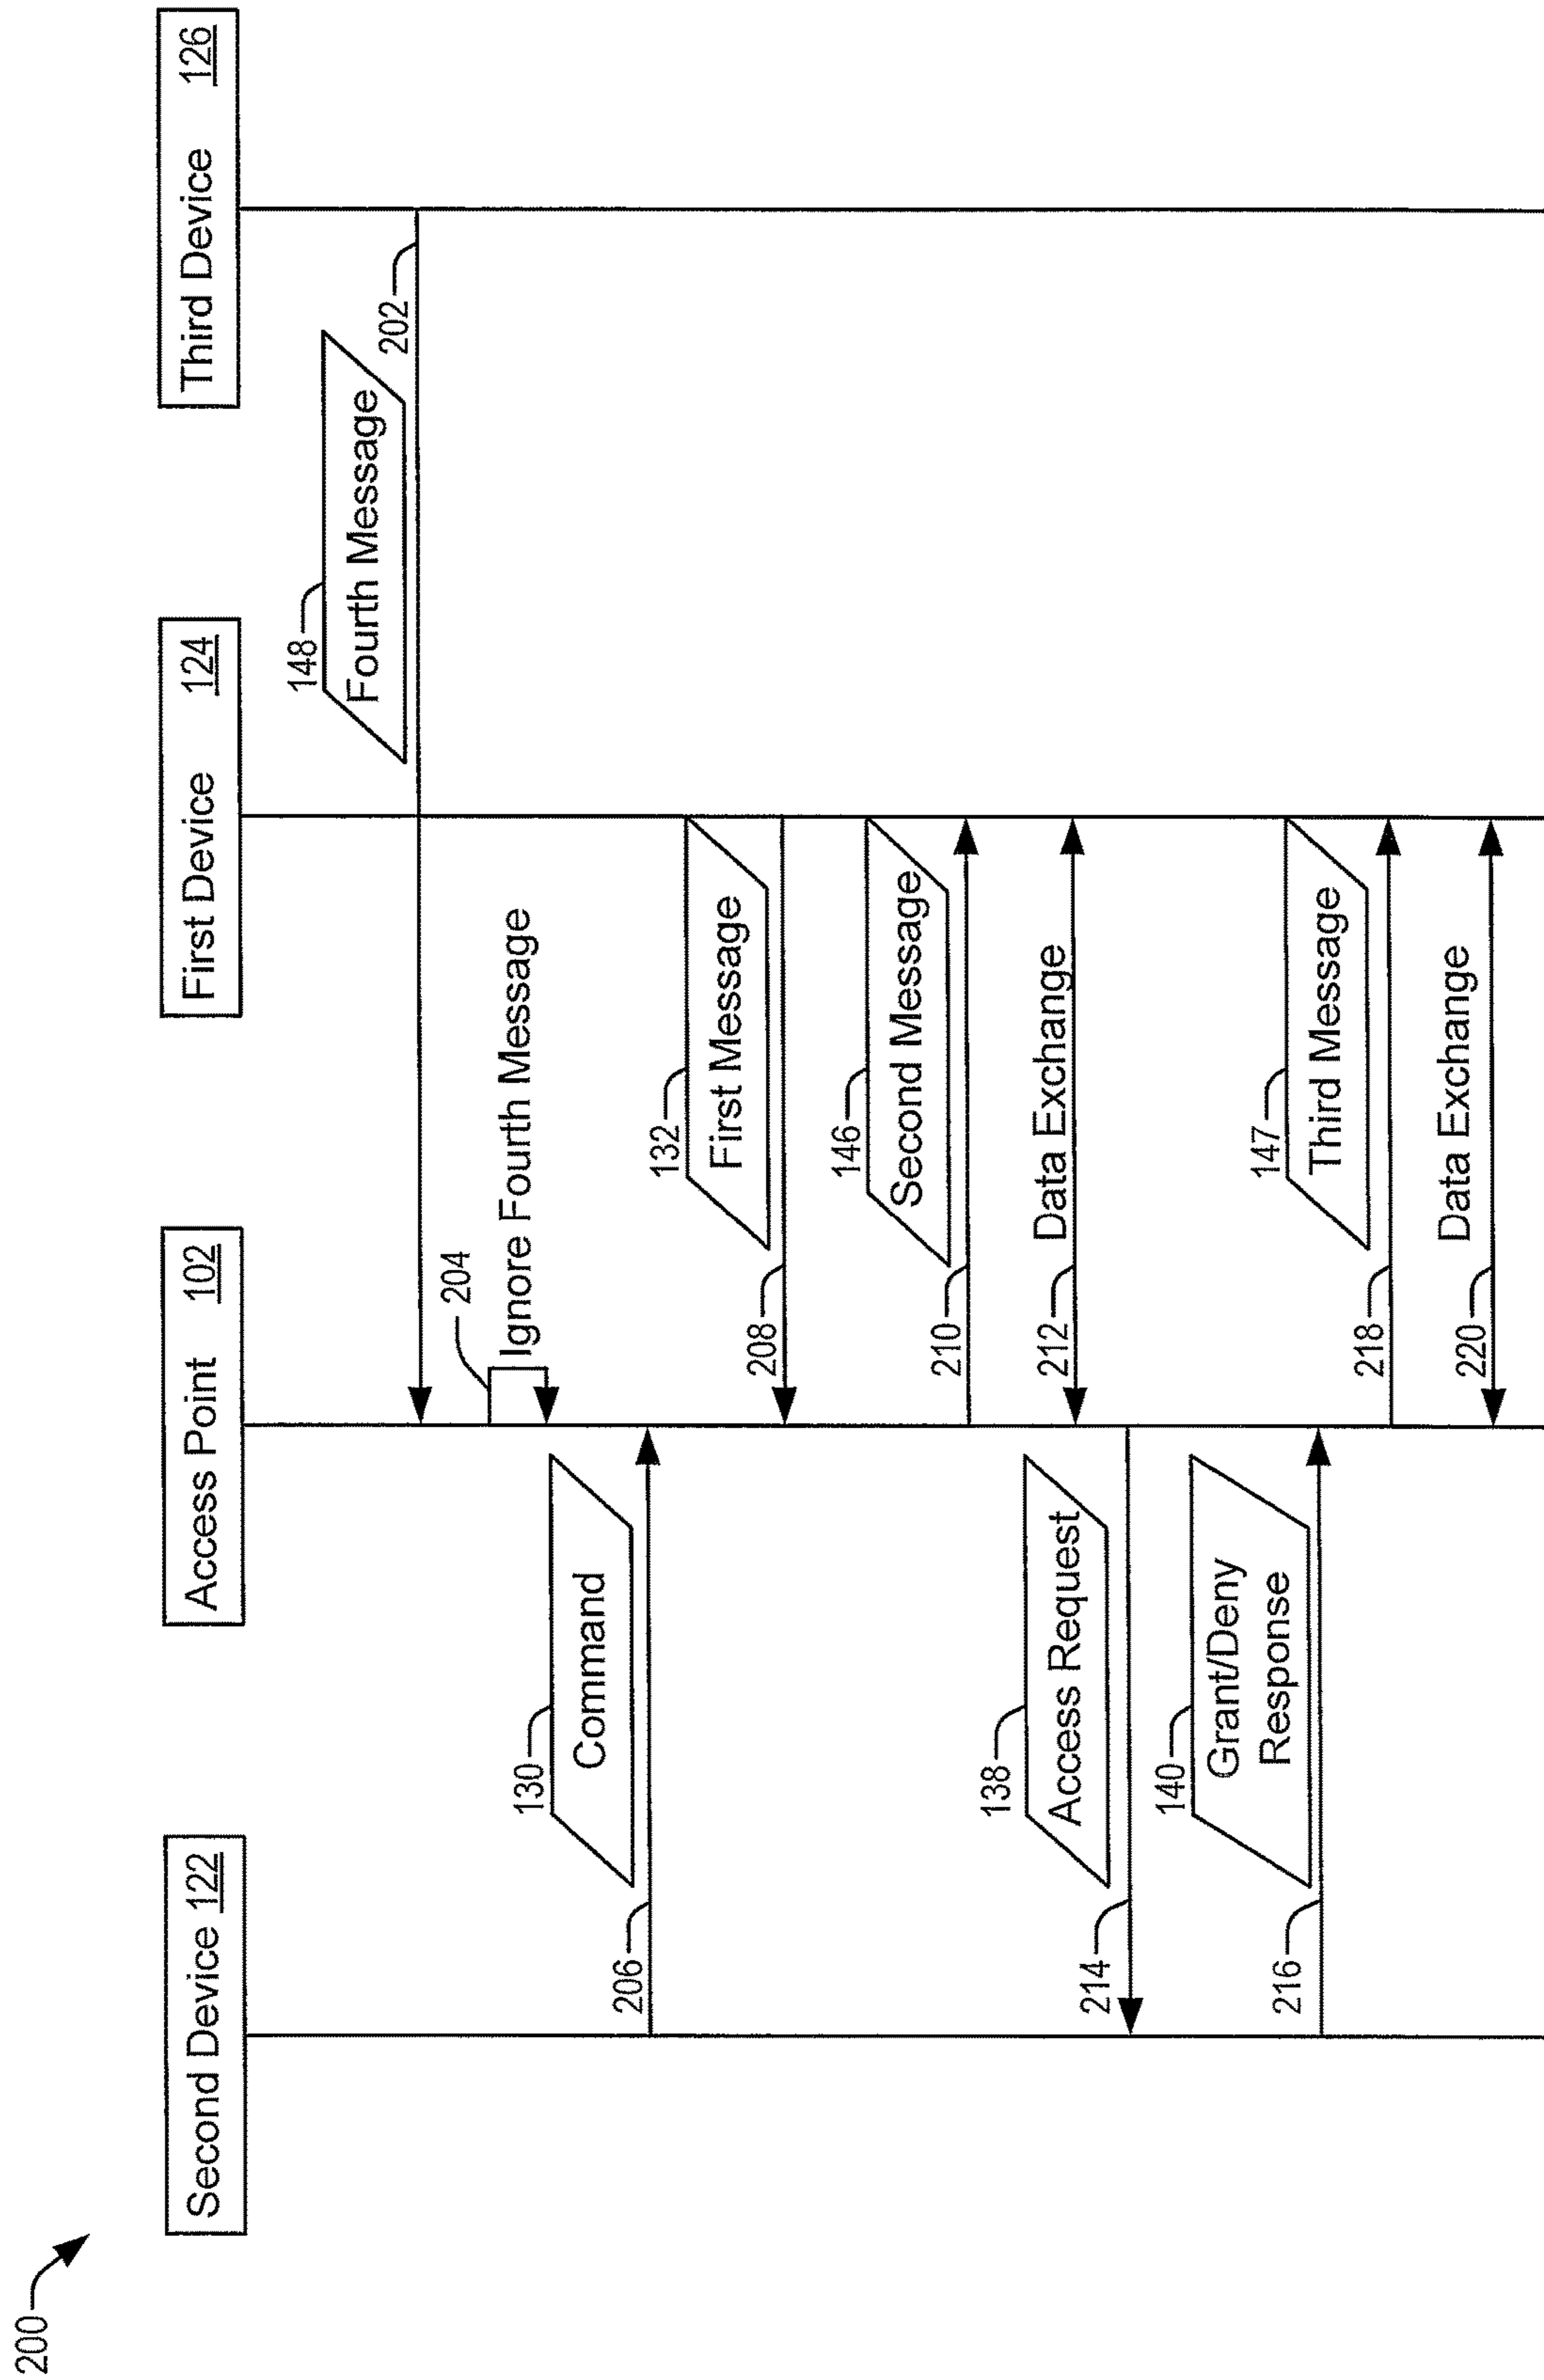 200
Second Device 122
Access Point 102
First Device 124
Third Device 126
148
Fourth Message
202
204
Ignore Fourth Message
130
Command
206
132
First Message
208
146
Second Message
210
Data Exchange
212
138
Access Request
214
140
Grant/Deny
Response
216
147
Third Message
218
Data Exchange
220